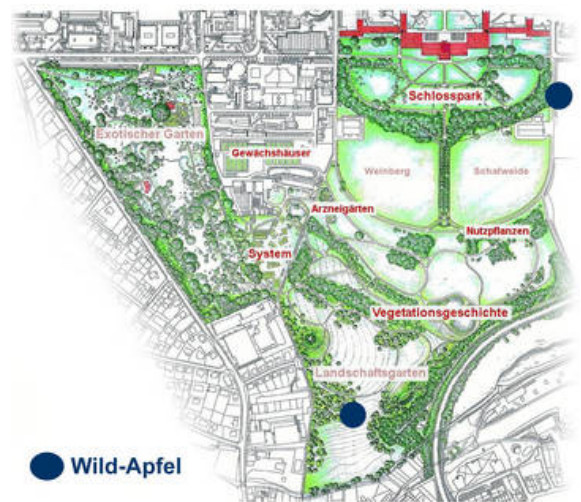 Schlosspark
Exotischer Garten
Gewächshäuser
Weinberg
Schafweide
Arzneigärten
Nutzpflanzen
System
Vegetationsgeschichte
Landschaftsgarten
Wild-Apfel